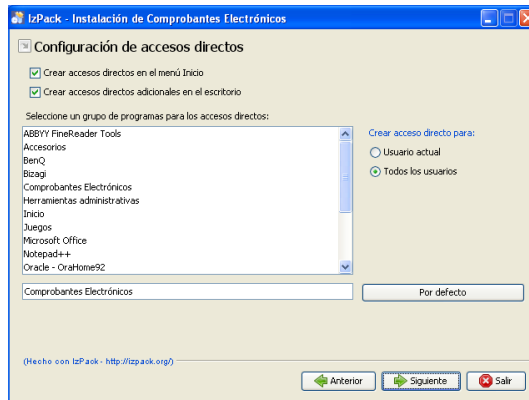 IzPack - Instalación de Comprobantes Electrónicos
Configuración de accesos directos
Crear accesos directos en el menú Inicio
Crear accesos directos adicionales en el escritorio
Seleccione un grupo de programas para los accesos directos:
ABBYY FineReader Tools
Accesorios
BenQ
Bizagi
Comprobantes Electrónicos
Herramientas administrativas
Inicio
Juegos
Microsoft Office
Notepad++
Oracle - OraHome92
Crear acceso directo para:
Usuario actual
Todos los usuarios
Comprobantes Electrónicos
Por defecto
(Hecho con IzPack - http://izpack.org/)
Anterior
Siguiente
Salir